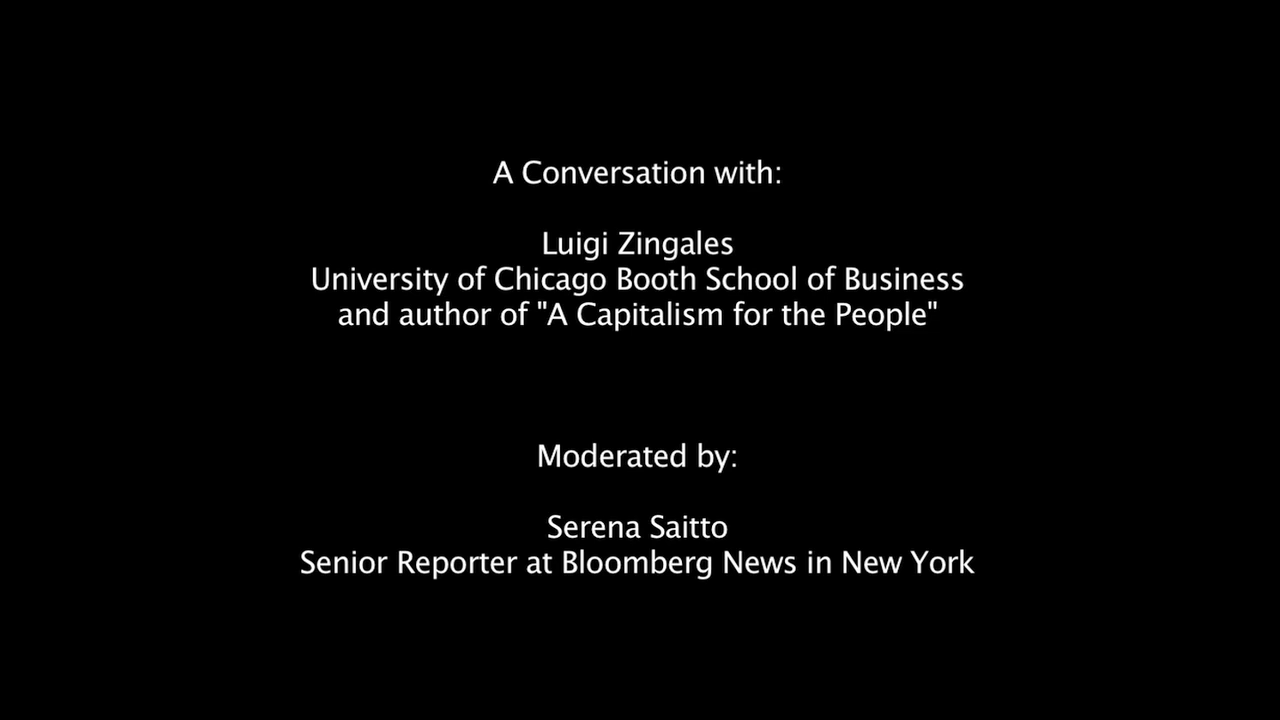 A Conversation with:
Luigi Zingales
University of Chicago Booth School of Business
and author of "A Capitalism for the People"
Moderated by:
Serena Saitto
Senior Reporter at Bloomberg News in New York